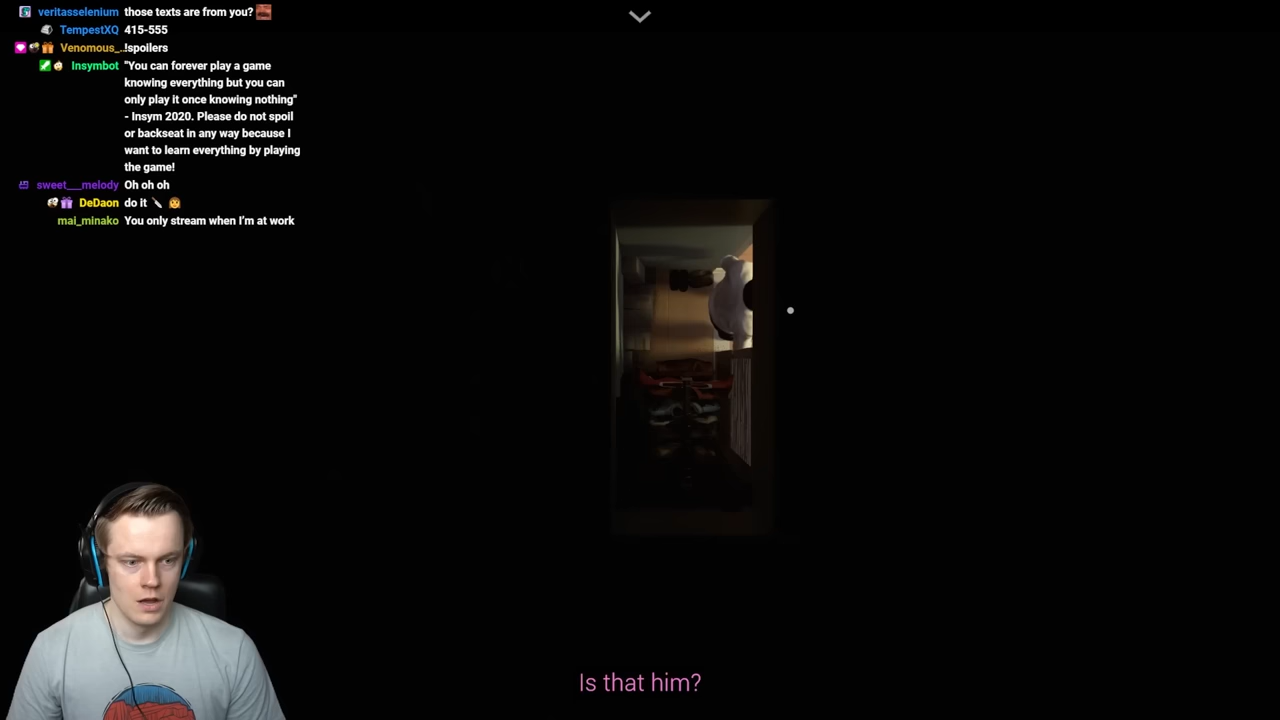 veritasselenium those texts are from you?
TempestXQ 415-555
Venomous_.. !spoilers
Insymbot "You can forever play a game
knowing everything but you can
only play it once knowing nothing"
- Insym 2020. Please do not spoil
or backseat in any way because I
want to learn everything by playing
the game!
sweet__melody Oh oh oh
DeDaon do it
mai_minako You only stream when I'm at work
Is that him?